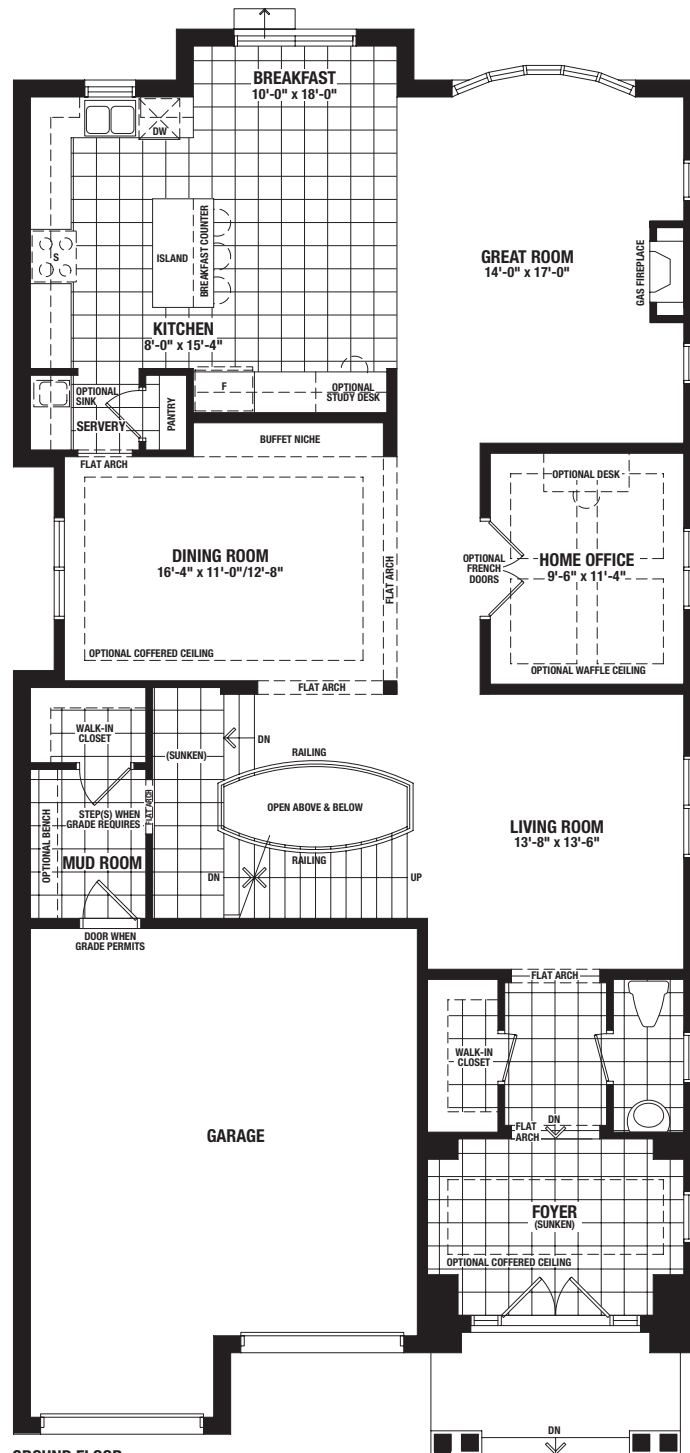 BREAKFAST
10'-0" x 18'-0"
DW
GREAT ROOM
14'-0" x 17'-0"
GAS FIREPLACE
S
ISLAND
BREAKFAST COUNTER
KITCHEN
8'-0" x 15'-4"
OPTIONAL
SINK
SERVERY
PANTRY
F
OPTIONAL
STUDY DESK
BUFFET NICHE
FLAT ARCH
DINING ROOM
16'-4" x 11'-0"/12'-8"
OPTIONAL COFFERED CEILING
FLAT ARCH
FLAT ARCH
OPTIONAL DESK
OPTIONAL
FRENCH
DOORS
HOME OFFICE
9'-6" x 11'-4"
OPTIONAL WAFFLE CEILING
WALK-IN
CLOSET
(SUNKEN)
DN
RAILING
OPEN ABOVE & BELOW
RAILING
DN
UP
STEP(S) WHEN
GRADE REQUIRES
FLAT ARCH
OPTIONAL BENCH
MUD ROOM
DOOR WHEN
GRADE PERMITS
LIVING ROOM
13'-8" x 13'-6"
FLAT ARCH
WALK-IN
CLOSET
DN
FLAT
ARCH
GARAGE
FOYER
(SUNKEN)
OPTIONAL COFFERED CEILING
DN
GROUND FLOOR